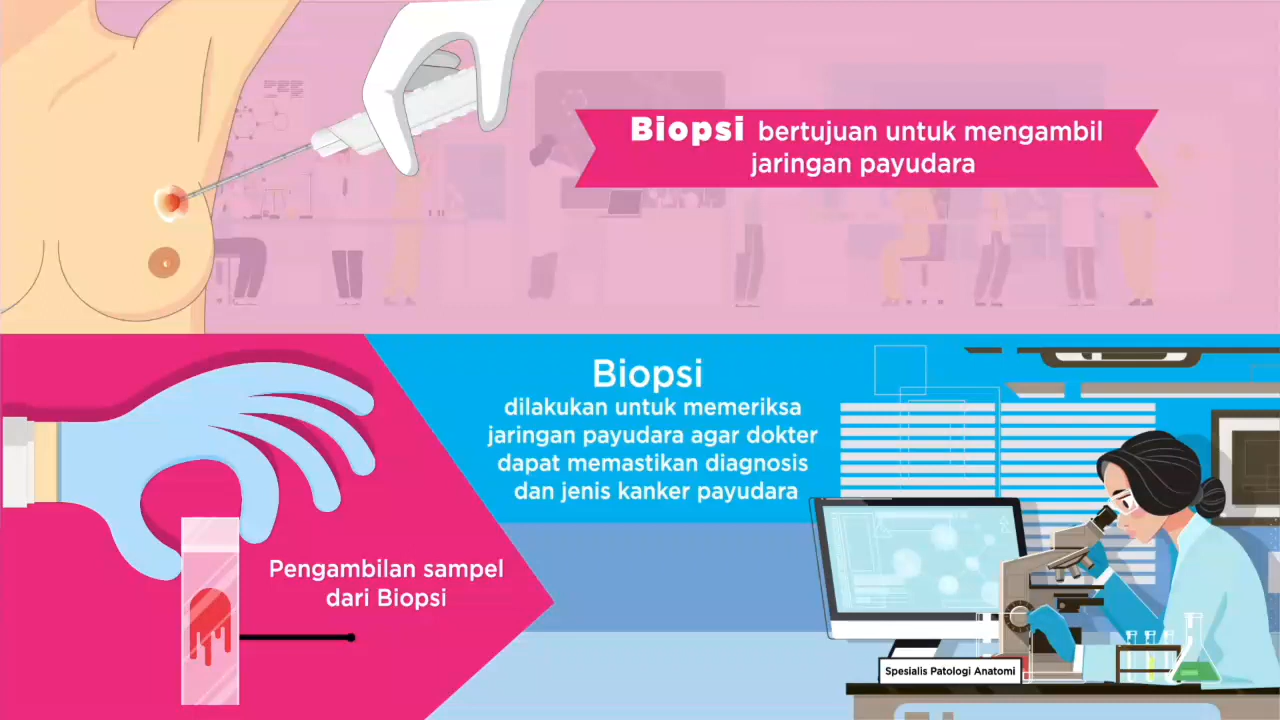 Biopsi bertujuan untuk mengambil
jaringan payudara
Biopsi
dilakukan untuk memeriksa
jaringan payudara agar dokter
dapat memastikan diagnosis
dan jenis kanker payudara
Pengambilan sampel
dari Biopsi
Spesialis Patologi Anatomi